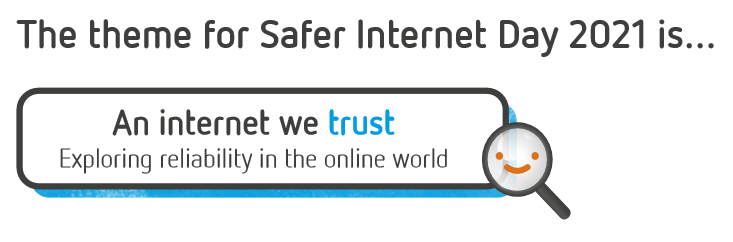 The theme for Safer Internet Day 2021 is...
An internet we trust
Exploring reliability in the online world